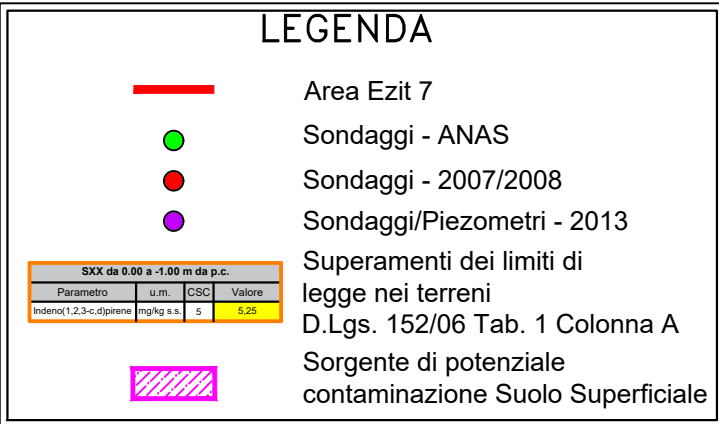 LEGENDA
Area Ezit 7
Sondaggi - ANAS
Sondaggi - 2007/2008
Sondaggi/Piezometri - 2013
SXX da 0.00 a -1.00 m da p.c.
Parametro u.m. CSC Valore
Indeno(1,2,3-c,d)pirene mg/kg s.s. 5 5,25
Superamenti dei limiti di
legge nei terreni
D.Lgs. 152/06 Tab. 1 Colonna A
Sorgente di potenziale
contaminazione Suolo Superficiale